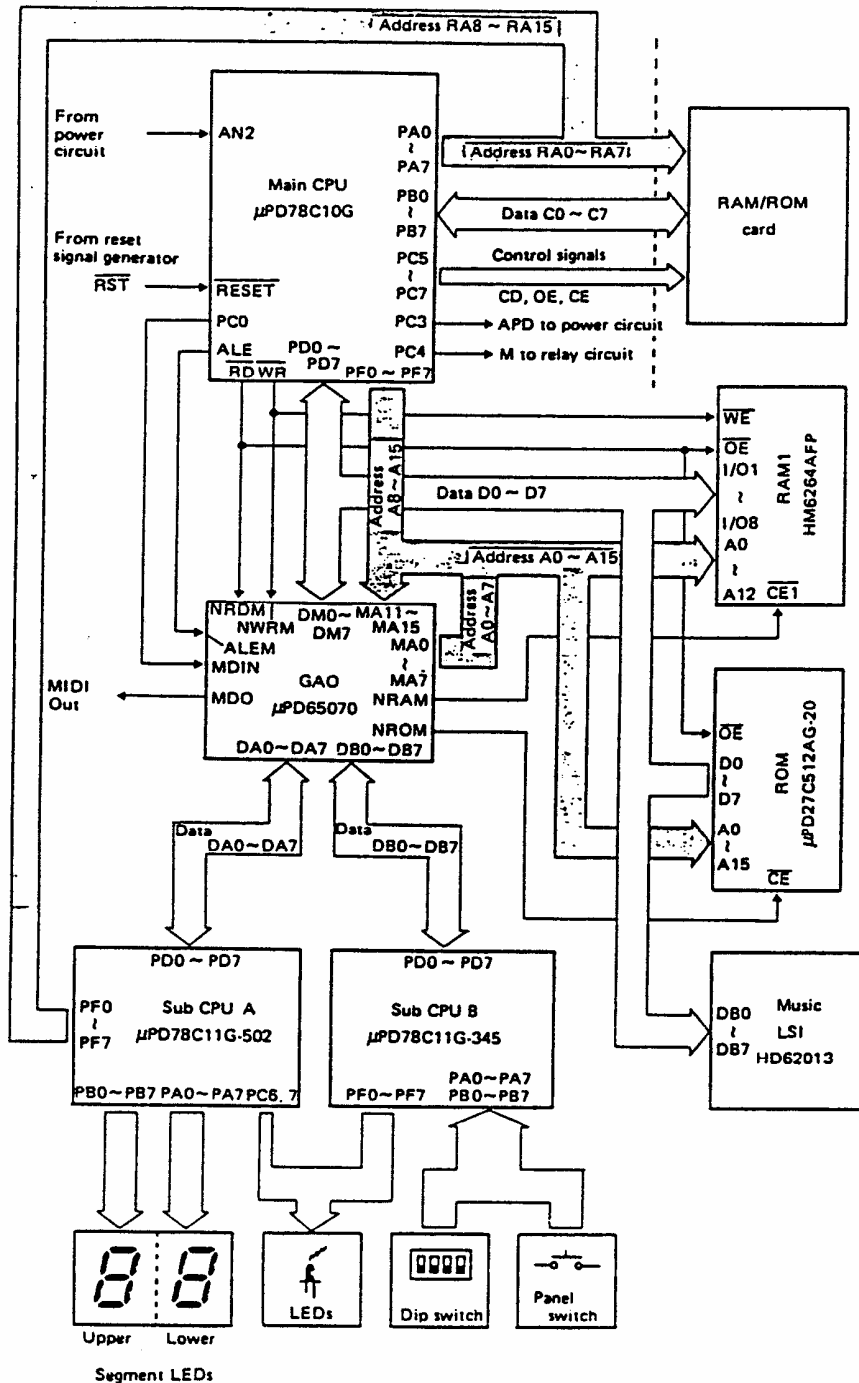 Address RA8 ~ RA15
From
power
circuit
AN2
PA0
~
PA7
Address RA0~RA7
Main CPU
μPD78C10G
PB0
~
PB7
Data C0 ~ C7
RAM/ROM
card
From reset
signal generator
RST
RESET
PC5
~
PC7
Control signals
CD, OE, CE
PC0
PC3
APD to power circuit
ALE
PD0 ~
PD7
PC4
M to relay circuit
RD WR
PF0 ~ PF7
WE
OE
I/O1
~
I/O8
A0
~
A12
CE1
RAM1
HM6264AFP
Address
A8~A15
Data D0 ~ D7
Address A0 ~ A15
Address
A0~A7
NRDM
NWRM
DM0~
DM7
MA11~
MA15
ALEM
MA0
~
MA7
MDIN
MIDI
Out
MDO
GAO
μPD65070
NRAM
NROM
DA0~DA7 DB0~DB7
OE
D0
~
D7
A0
~
A15
CE
ROM
μPD27C512AG-20
Data
DA0~DA7
Data
DB0~DB7
PD0 ~ PD7
PF0
~
PF7
Sub CPU A
μPD78C11G-502
PB0~PB7 PA0~PA7 PC6, 7
PD0 ~ PD7
Sub CPU B
μPD78C11G-345
PA0~PA7
PF0~PF7 PB0~PB7
DB0
~
DB7
Music
LSI
HD62013
LEDs
Dip switch
Panel
switch
Upper Lower
Segment LEDs